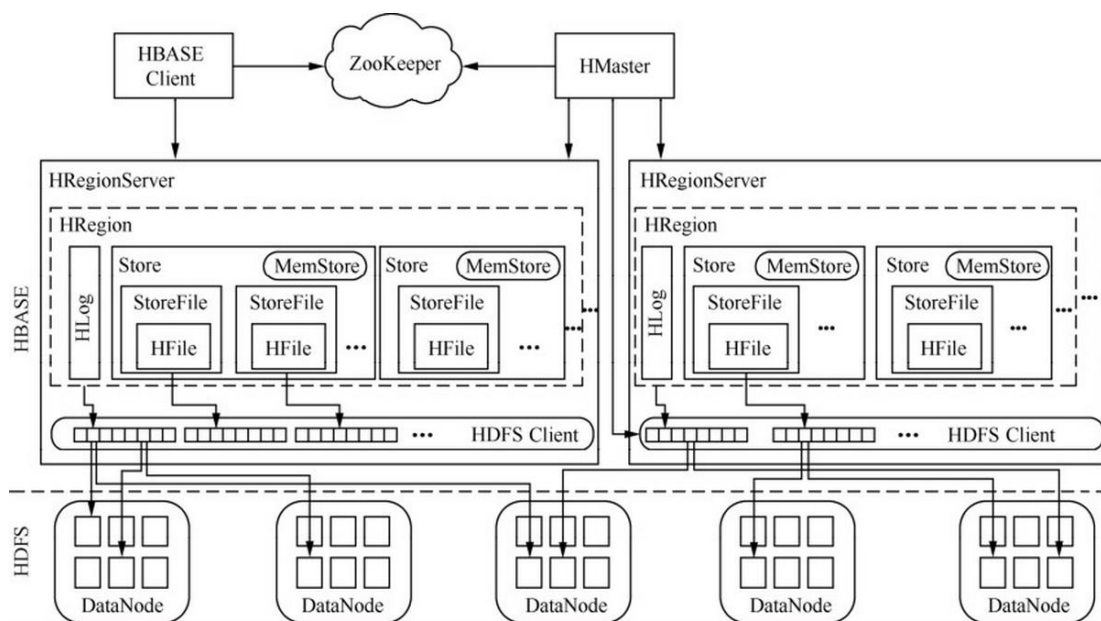 HBASE
Client
ZooKeeper
HMaster
HRegionServer
HRegion
HLog
Store
MemStore
StoreFile
HFile
StoreFile
HFile
...
Store
MemStore
StoreFile
HFile
...
...
...
HDFS Client
...
HRegionServer
HRegion
HLog
Store
MemStore
StoreFile
HFile
...
Store
MemStore
StoreFile
HFile
...
...
...
HDFS Client
...
HBASE
HDFS
DataNode
DataNode
DataNode
DataNode
DataNode